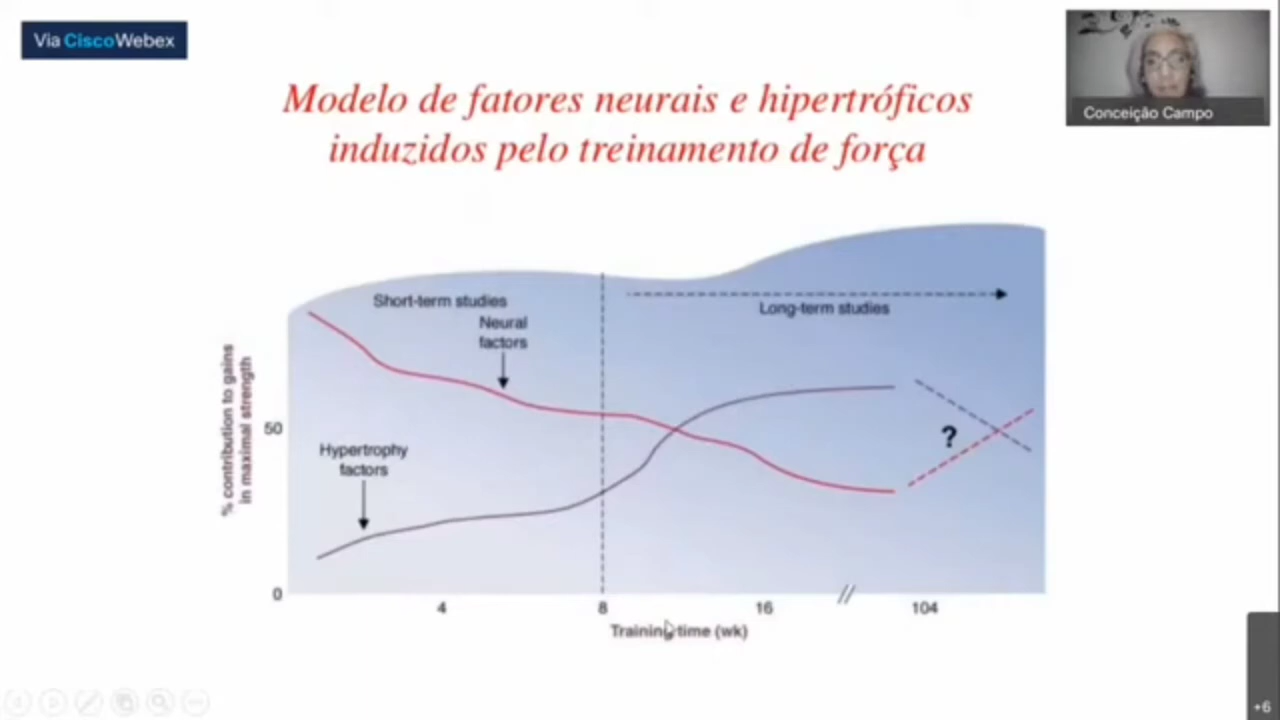 Via CiscoWebex
Conceição Campo
Modelo de fatores neurais e hipertróficos
induzidos pelo treinamento de força
Short-term studies
Neural
factors
Long-term studies
% contribution to gains
in maximal strength
50
Hypertrophy
factors
?
0
4
8
16
104
Training time (wk)
+6